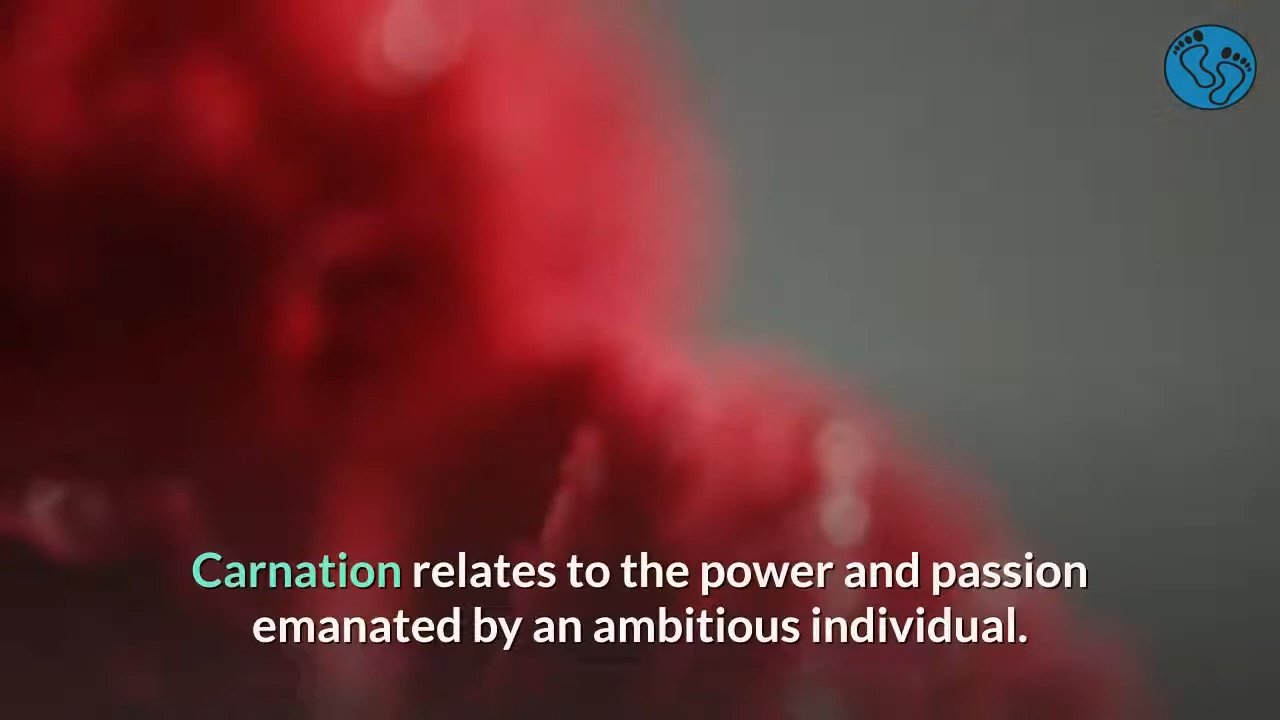 Carnation relates to the power and passion
emanated by an ambitious individual.